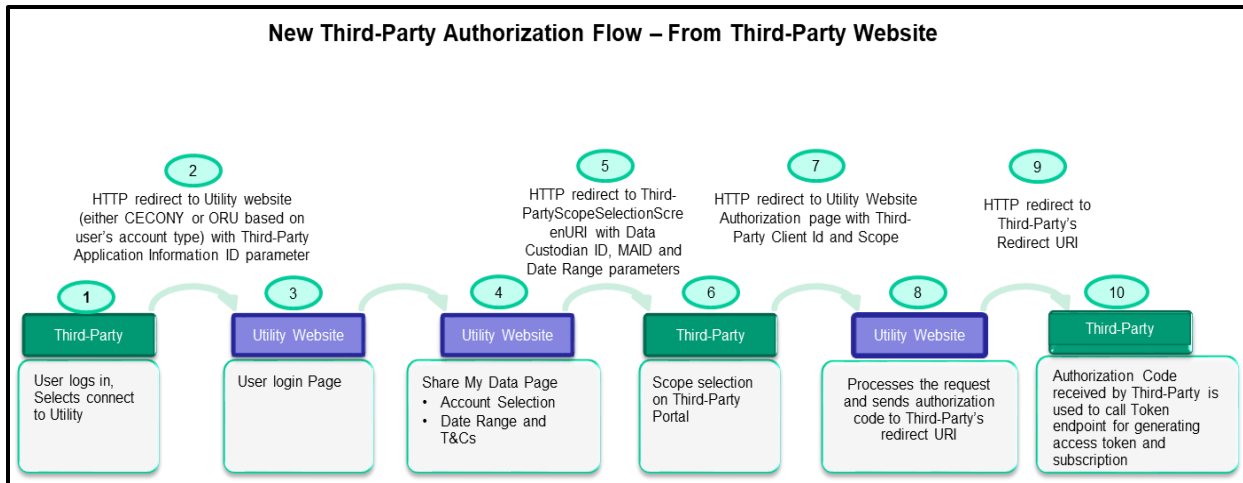 New Third-Party Authorization Flow – From Third-Party Website
2
HTTP redirect to Utility website
(either CECONY or ORU based on
user's account type) with Third-Party
Application Information ID parameter
5
HTTP redirect to Third-
PartyScopeSelectionScre
enURI with Data
Custodian ID, MAID and
Date Range parameters
7
HTTP redirect to Utility Website
Authorization page with Third-
Party Client Id and Scope
9
HTTP redirect to
Third-Party's
Redirect URI
1
Third-Party
User logs in,
Selects connect
to Utility
3
Utility Website
User login Page
4
Utility Website
Share My Data Page
• Account Selection
• Date Range and
T&Cs
6
Third-Party
Scope selection
on Third-Party
Portal
8
Utility Website
Processes the request
and sends authorization
code to Third-Party's
redirect URI
10
Third-Party
Authorization Code
received by Third-Party is
used to call Token
endpoint for generating
access token and
subscription